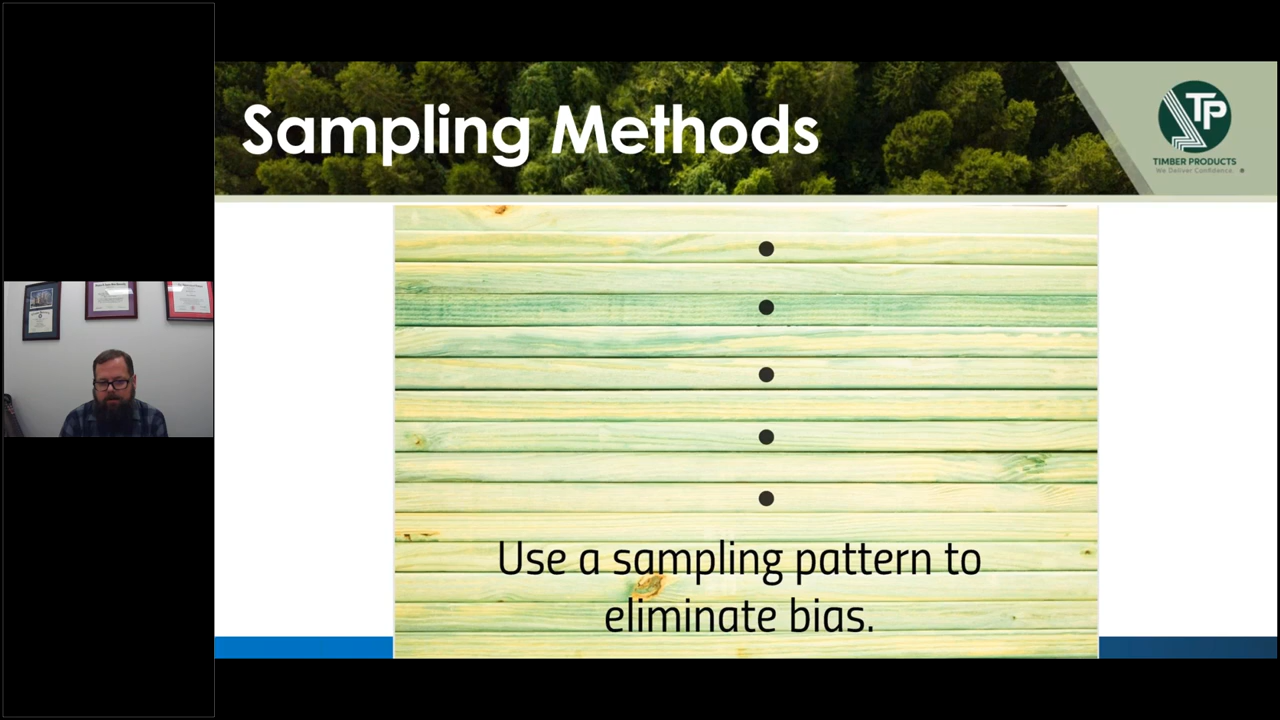 Sampling Methods
TP
TIMBER PRODUCTS
We Deliver Confidence
Use a sampling pattern to
eliminate bias.